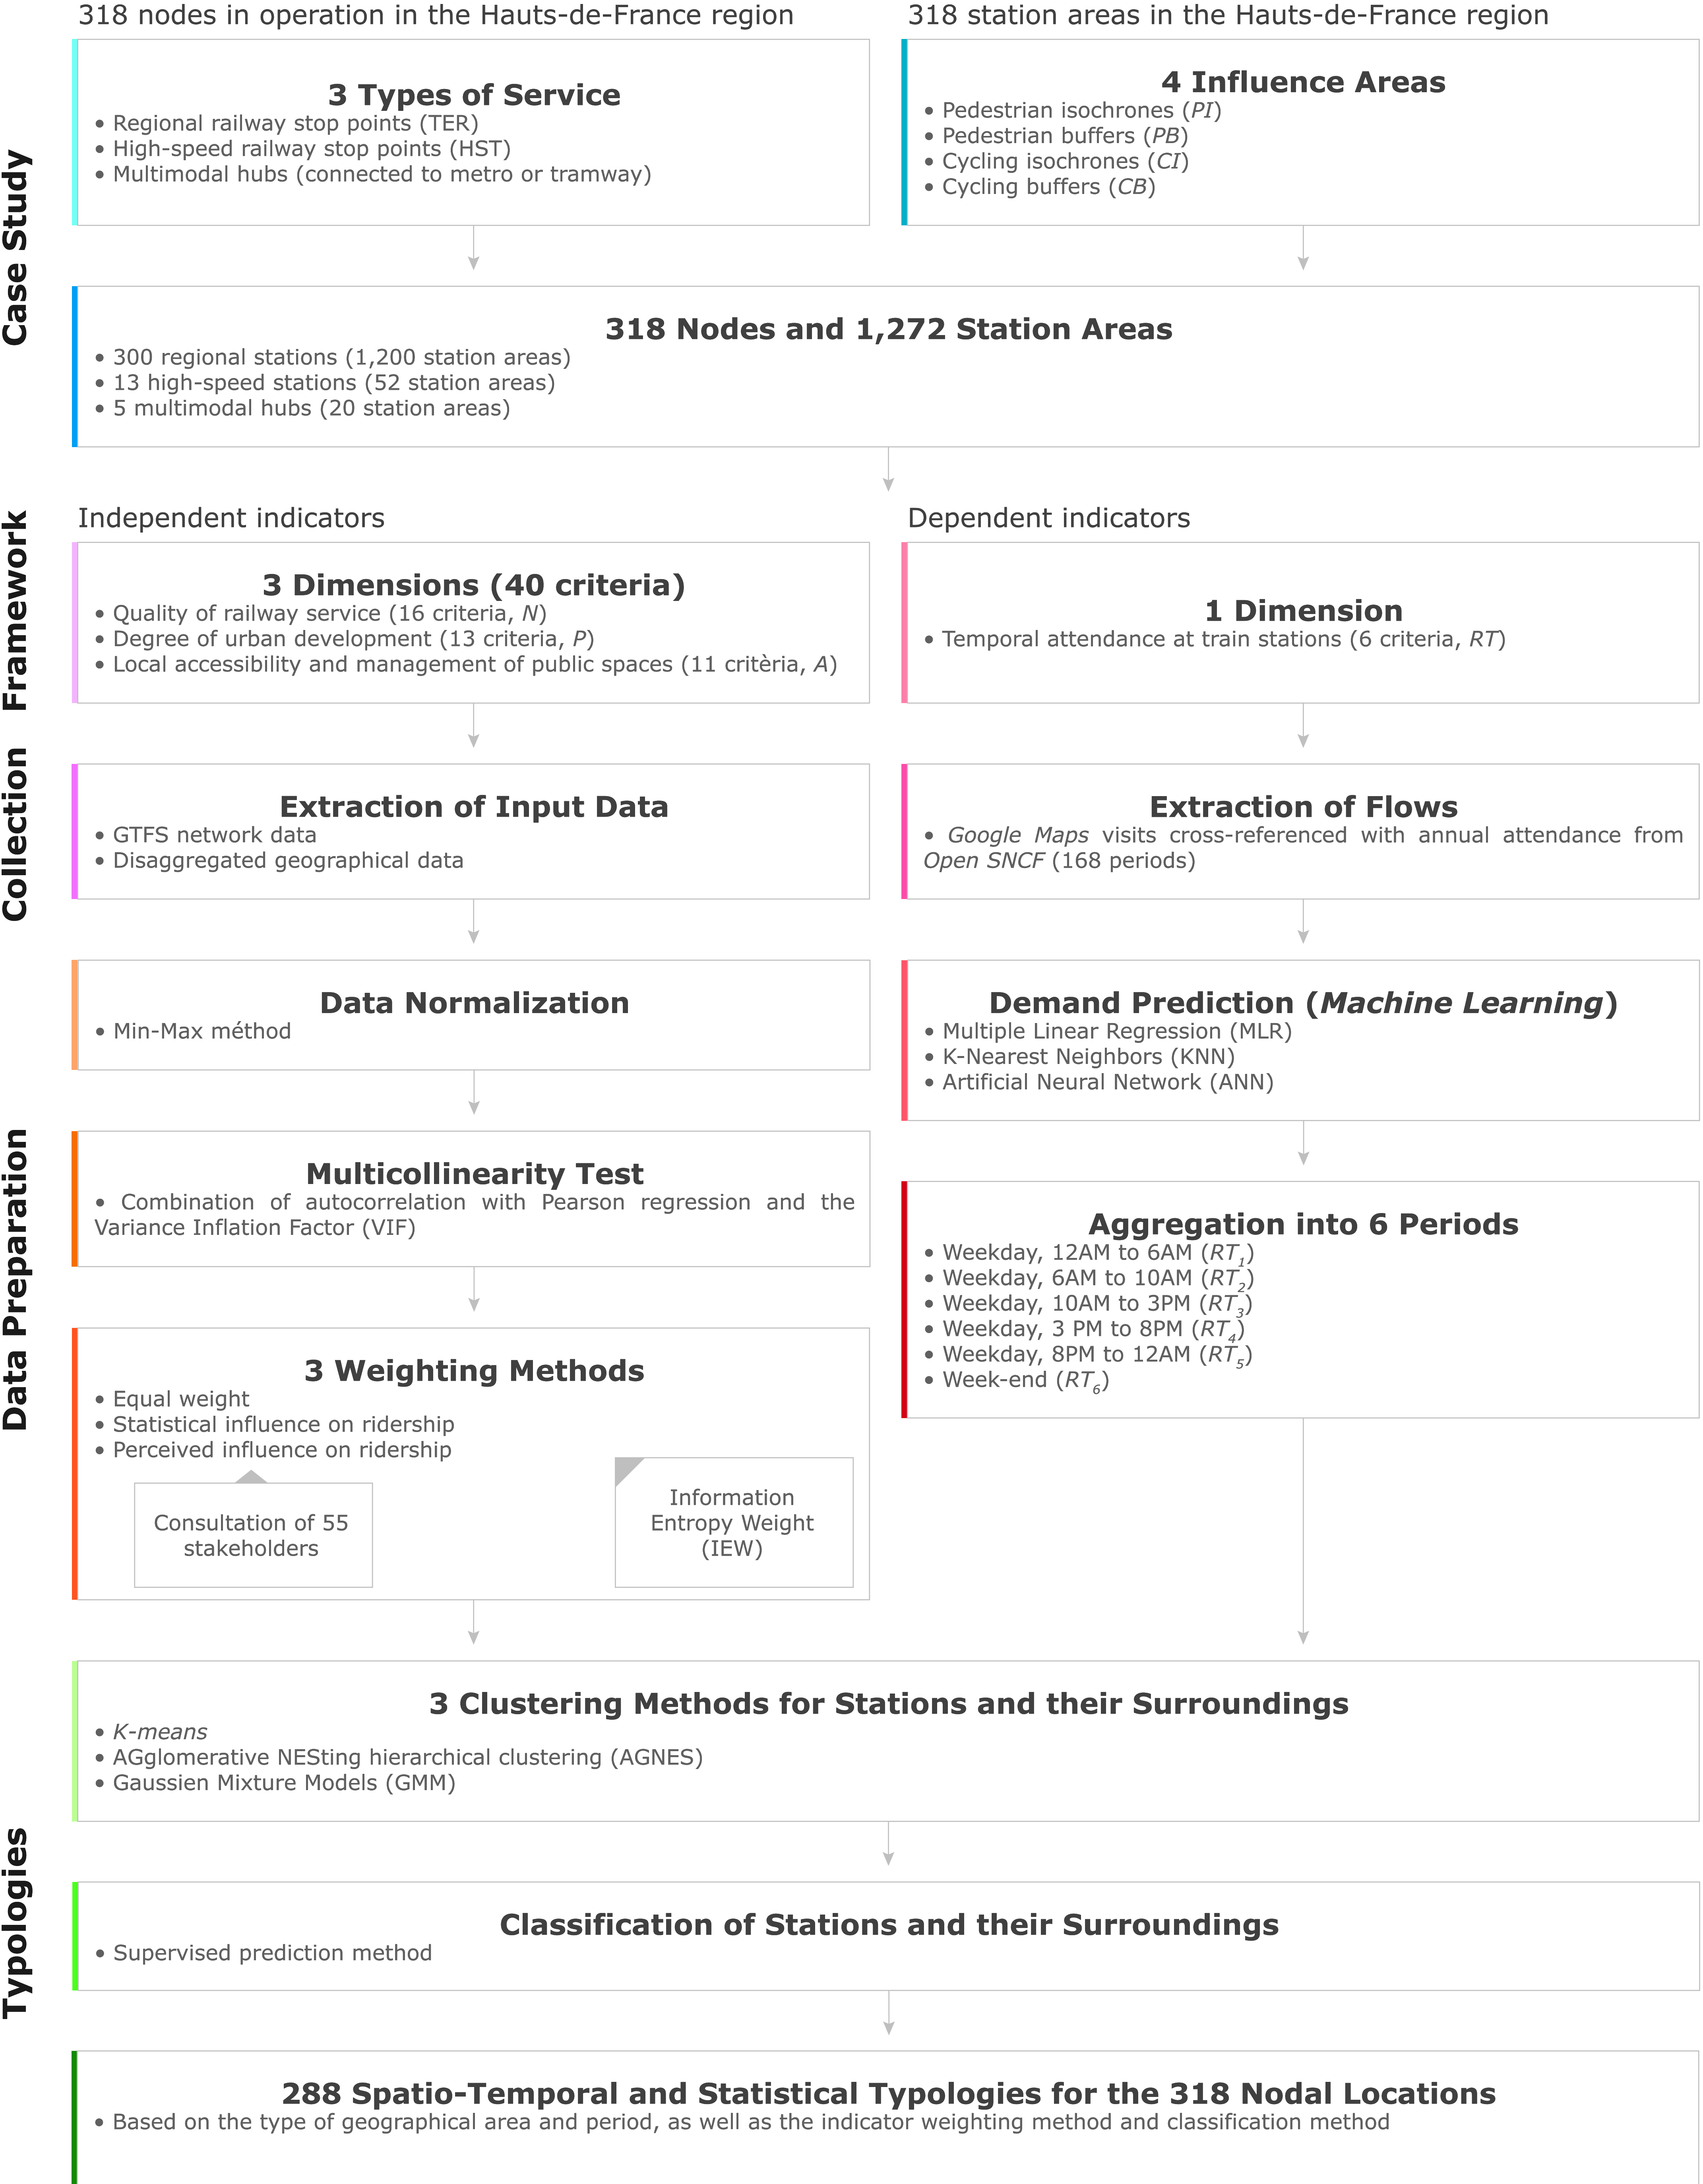 318 nodes in operation in the Hauts-de-France region
318 station areas in the Hauts-de-France region
Case Study
3 Types of Service
• Regional railway stop points (TER)
• High-speed railway stop points (HST)
• Multimodal hubs (connected to metro or tramway)
4 Influence Areas
• Pedestrian isochrones (PI)
• Pedestrian buffers (PB)
• Cycling isochrones (CI)
• Cycling buffers (CB)
318 Nodes and 1,272 Station Areas
• 300 regional stations (1,200 station areas)
• 13 high-speed stations (52 station areas)
• 5 multimodal hubs (20 station areas)
Framework
Independent indicators
3 Dimensions (40 criteria)
• Quality of railway service (16 criteria, N)
• Degree of urban development (13 criteria, P)
• Local accessibility and management of public spaces (11 critèria, A)
Dependent indicators
1 Dimension
• Temporal attendance at train stations (6 criteria, RT)
Collection
Extraction of Input Data
• GTFS network data
• Disaggregated geographical data
Extraction of Flows
• Google Maps visits cross-referenced with annual attendance from
Open SNCF (168 periods)
Data Preparation
Data Normalization
• Min-Max méthod
Multicollinearity Test
• Combination of autocorrelation with Pearson regression and the
Variance Inflation Factor (VIF)
3 Weighting Methods
• Equal weight
• Statistical influence on ridership
• Perceived influence on ridership
Consultation of 55
stakeholders
Information
Entropy Weight
(IEW)
Demand Prediction (Machine Learning)
• Multiple Linear Regression (MLR)
• K-Nearest Neighbors (KNN)
• Artificial Neural Network (ANN)
Aggregation into 6 Periods
• Weekday, 12AM to 6AM (RT1)
• Weekday, 6AM to 10AM (RT2)
• Weekday, 10AM to 3PM (RT3)
• Weekday, 3 PM to 8PM (RT4)
• Weekday, 8PM to 12AM (RT5)
• Week-end (RT6)
Typologies
3 Clustering Methods for Stations and their Surroundings
• K-means
• AGglomerative NESting hierarchical clustering (AGNES)
• Gaussien Mixture Models (GMM)
Classification of Stations and their Surroundings
• Supervised prediction method
288 Spatio-Temporal and Statistical Typologies for the 318 Nodal Locations
• Based on the type of geographical area and period, as well as the indicator weighting method and classification method